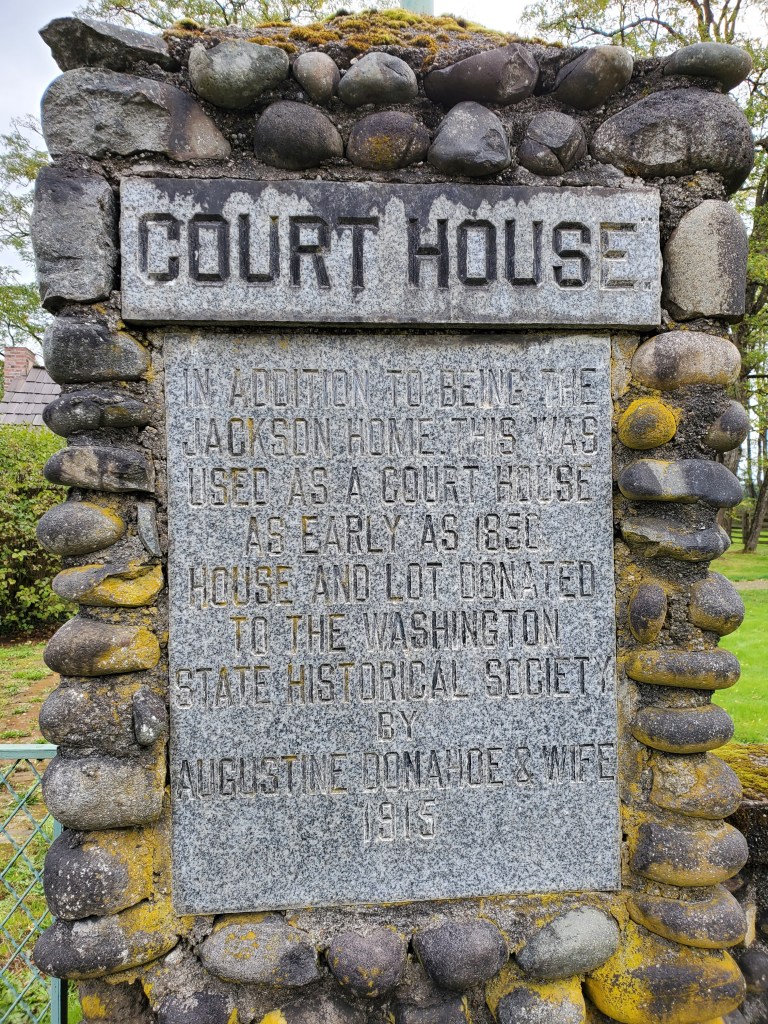 COURT HOUSE."
IN ADDITION TO BEING THE
JACKSON HOME, THIS WAS
USED AS A COURT HOUSE
AS EARLY AS 1850.
HOUSE AND LOT DONATED
TO THE WASHINGTON
STATE HISTORICAL SOCIETY
BY
AUGUSTINE DONAHOE & WIFE
1915